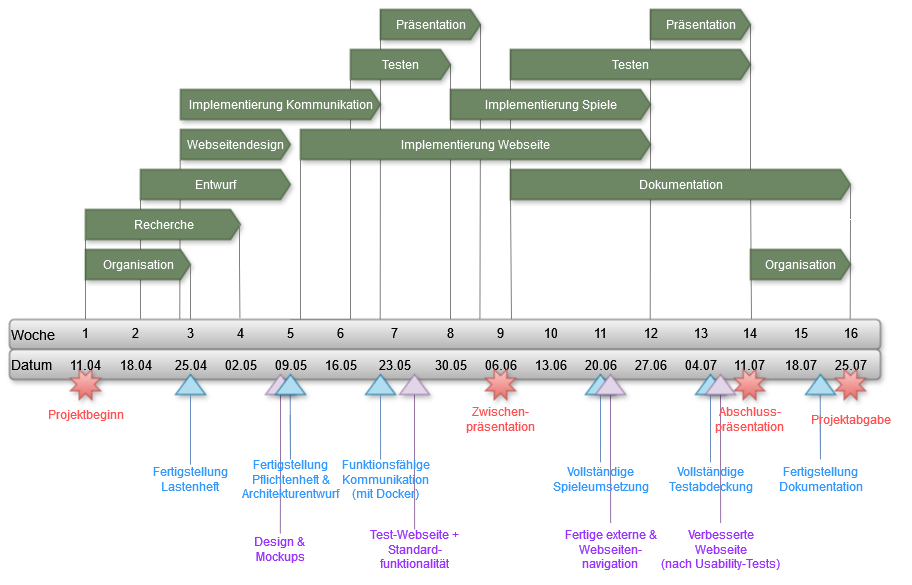 Präsentation
Präsentation
Testen
Testen
Implementierung Kommunikation
Implementierung Spiele
Webseitendesign
Implementierung Webseite
Entwurf
Dokumentation
Recherche
Organisation
Organisation
Woche 1 2 3 4 5 6 7 8 9 10 11 12 13 14 15 16
Datum 11.04 18.04 25.04 02.05 09.05 16.05 23.05 30.05 06.06 13.06 20.06 27.06 04.07 11.07 18.07 25.07
Projektbeginn
Zwischen-
präsentation
Abschluss-
präsentation
Projektabgabe
Fertigstellung
Lastenheft
Fertigstellung
Pflichtenheft &
Architekturentwurf
Funktionsfähige
Kommunikation
(mit Docker)
Vollständige
Spieleumsetzung
Vollständige
Testabdeckung
Fertigstellung
Dokumentation
Design &
Mockups
Test-Webseite +
Standard-
funktionalität
Fertige externe &
Webseiten-
navigation
Verbesserte
Webseite
(nach Usability-Tests)